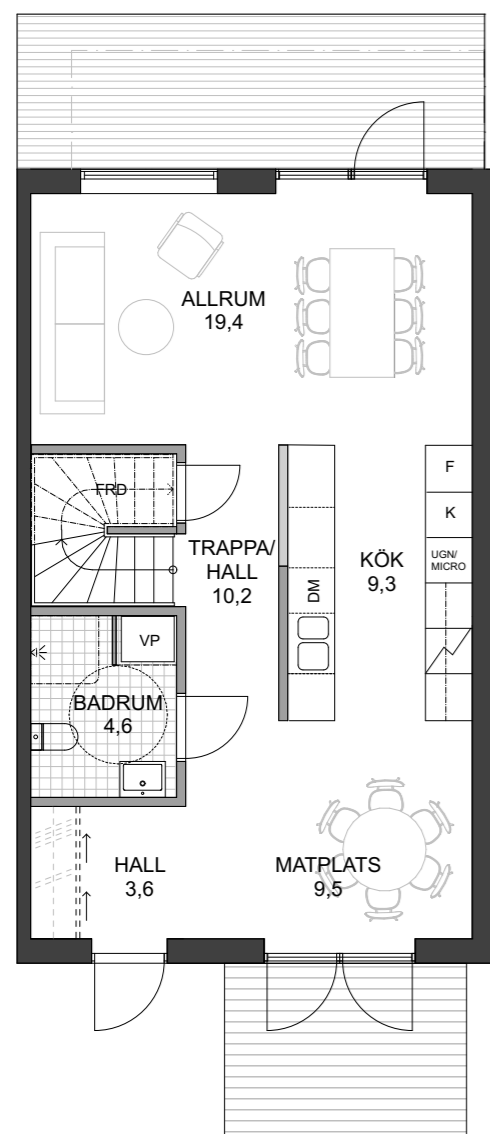 ALLRUM
19,4
F
FRD
K
TRAPPA/
HALL
10,2
KÖK
9,3
UGN/
MICRO
DM
VP
BADRUM
4,6
HALL
3,6
MATPLATS
9,5